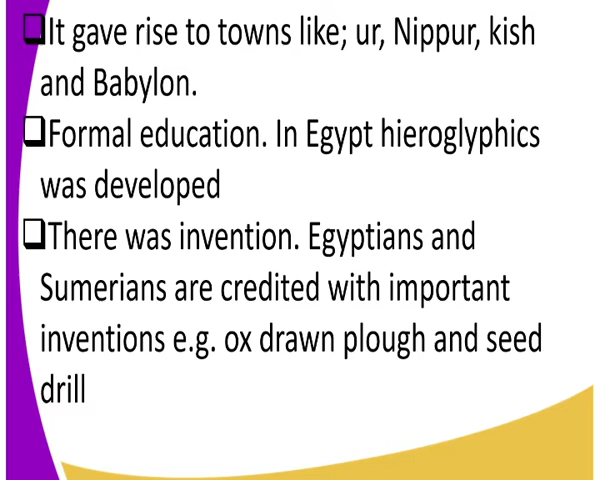 ❑It gave rise to towns like; ur, Nippur, kish
and Babylon.
❑Formal education. In Egypt hieroglyphics
was developed
❑There was invention. Egyptians and
Sumerians are credited with important
inventions e.g. ox drawn plough and seed
drill